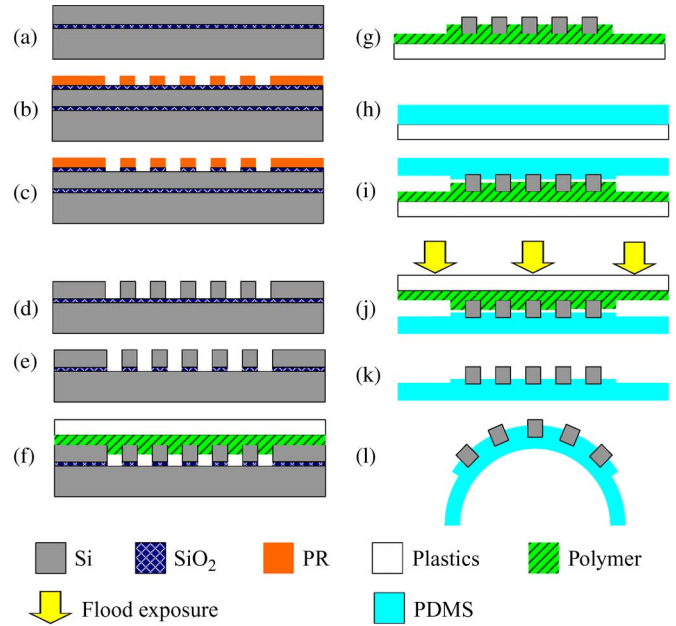 (a)
(b)
(c)
(d)
(e)
(f)
(g)
(h)
(i)
(j)
(k)
(l)
Si SiO2 PR Plastics Polymer
Flood exposure PDMS